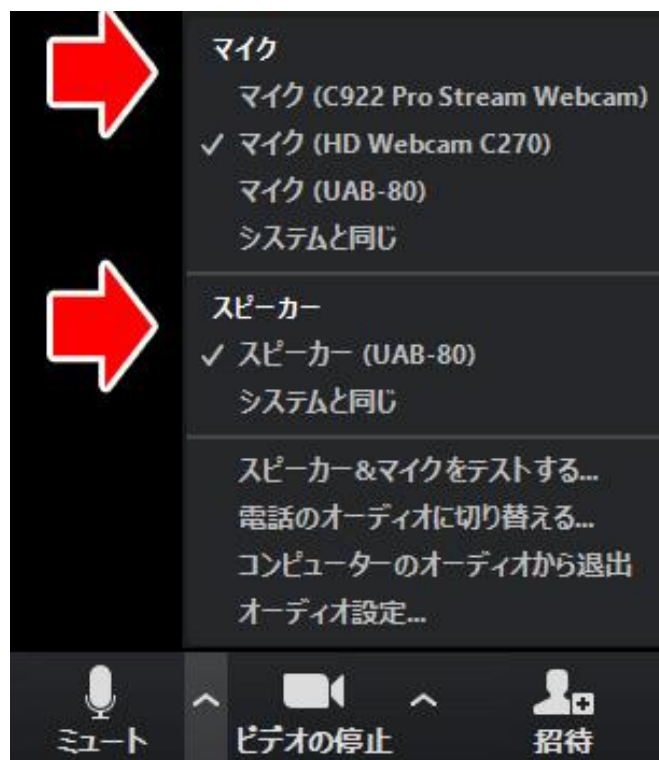 マイク
マイク (C922 Pro Stream Webcam)
マイク (HD Webcam C270)
マイク (UAB-80)
システムと同じ
スピーカー
スピーカー (UAB-80)
システムと同じ
スピーカー&マイクをテストする...
電話のオーディオに切り替える...
コンピューターのオーディオから退出
オーディオ設定...
ミュート
ビデオの停止
招待